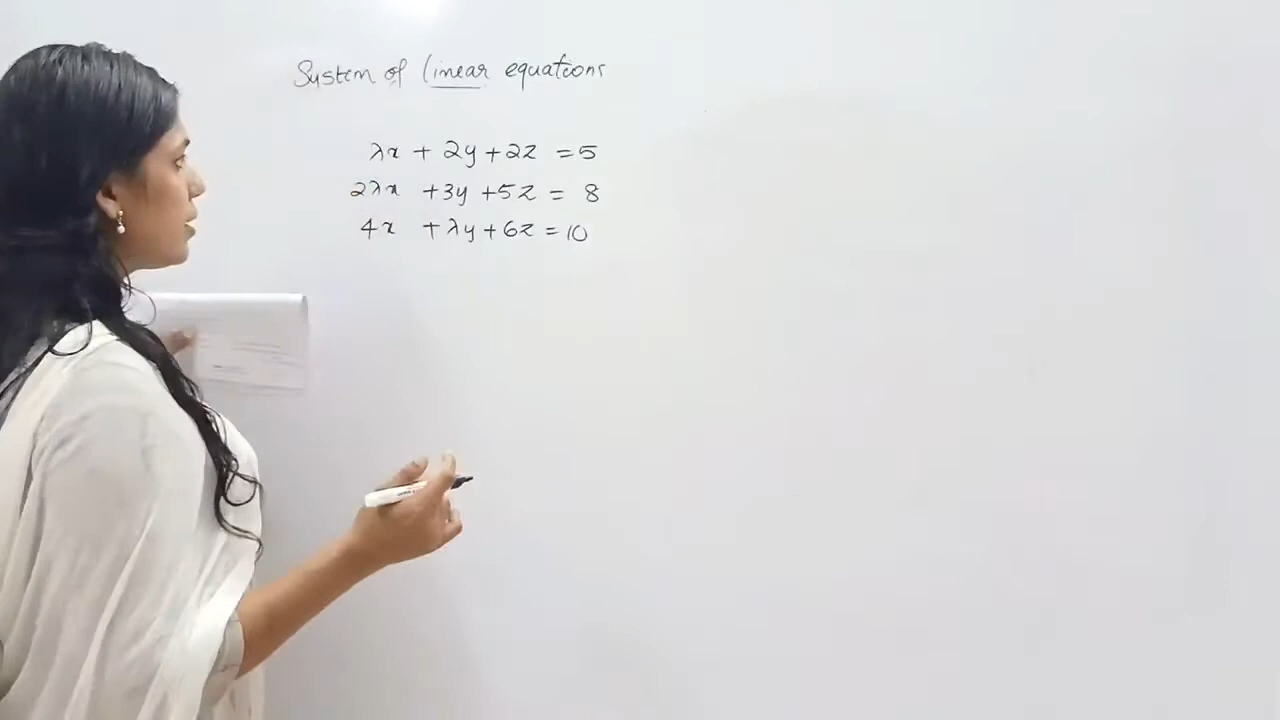 System of linear equations
λx + 2y + 2z = 5
2λx + 3y + 5z = 8
4x + λy + 6z = 10